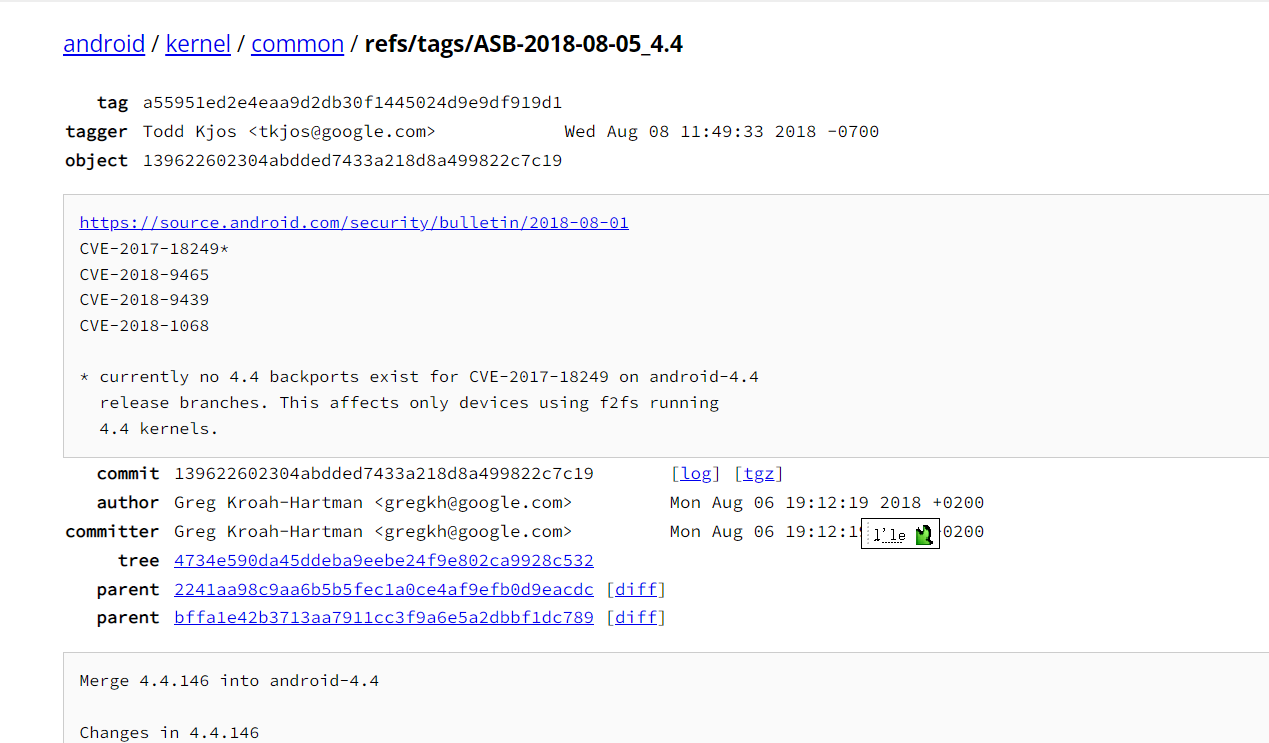 android / kernel / common / refs/tags/ASB-2018-08-05_4.4
tag a55951ed2e4eaa9d2db30f1445024d9e9df919d1
tagger Todd Kjos <tkjos@google.com> Wed Aug 08 11:49:33 2018 -0700
object 139622602304abdded7433a218d8a499822c7c19
https://source.android.com/security/bulletin/2018-08-01
CVE-2017-18249*
CVE-2018-9465
CVE-2018-9439
CVE-2018-1068
* currently no 4.4 backports exist for CVE-2017-18249 on android-4.4
release branches. This affects only devices using f2fs running
4.4 kernels.
commit 139622602304abdded7433a218d8a499822c7c19 [log] [tgz]
author Greg Kroah-Hartman <gregkh@google.com> Mon Aug 06 19:12:19 2018 +0200
committer Greg Kroah-Hartman <gregkh@google.com> Mon Aug 06 19:12:1 0200
tree 4734e590da45ddeba9eebe24f9e802ca9928c532
parent 2241aa98c9aa6b5b5fec1a0ce4af9efb0d9eacdc [diff]
parent bffa1e42b3713aa7911cc3f9a6e5a2dbbf1dc789 [diff]
Merge 4.4.146 into android-4.4
Changes in 4.4.146